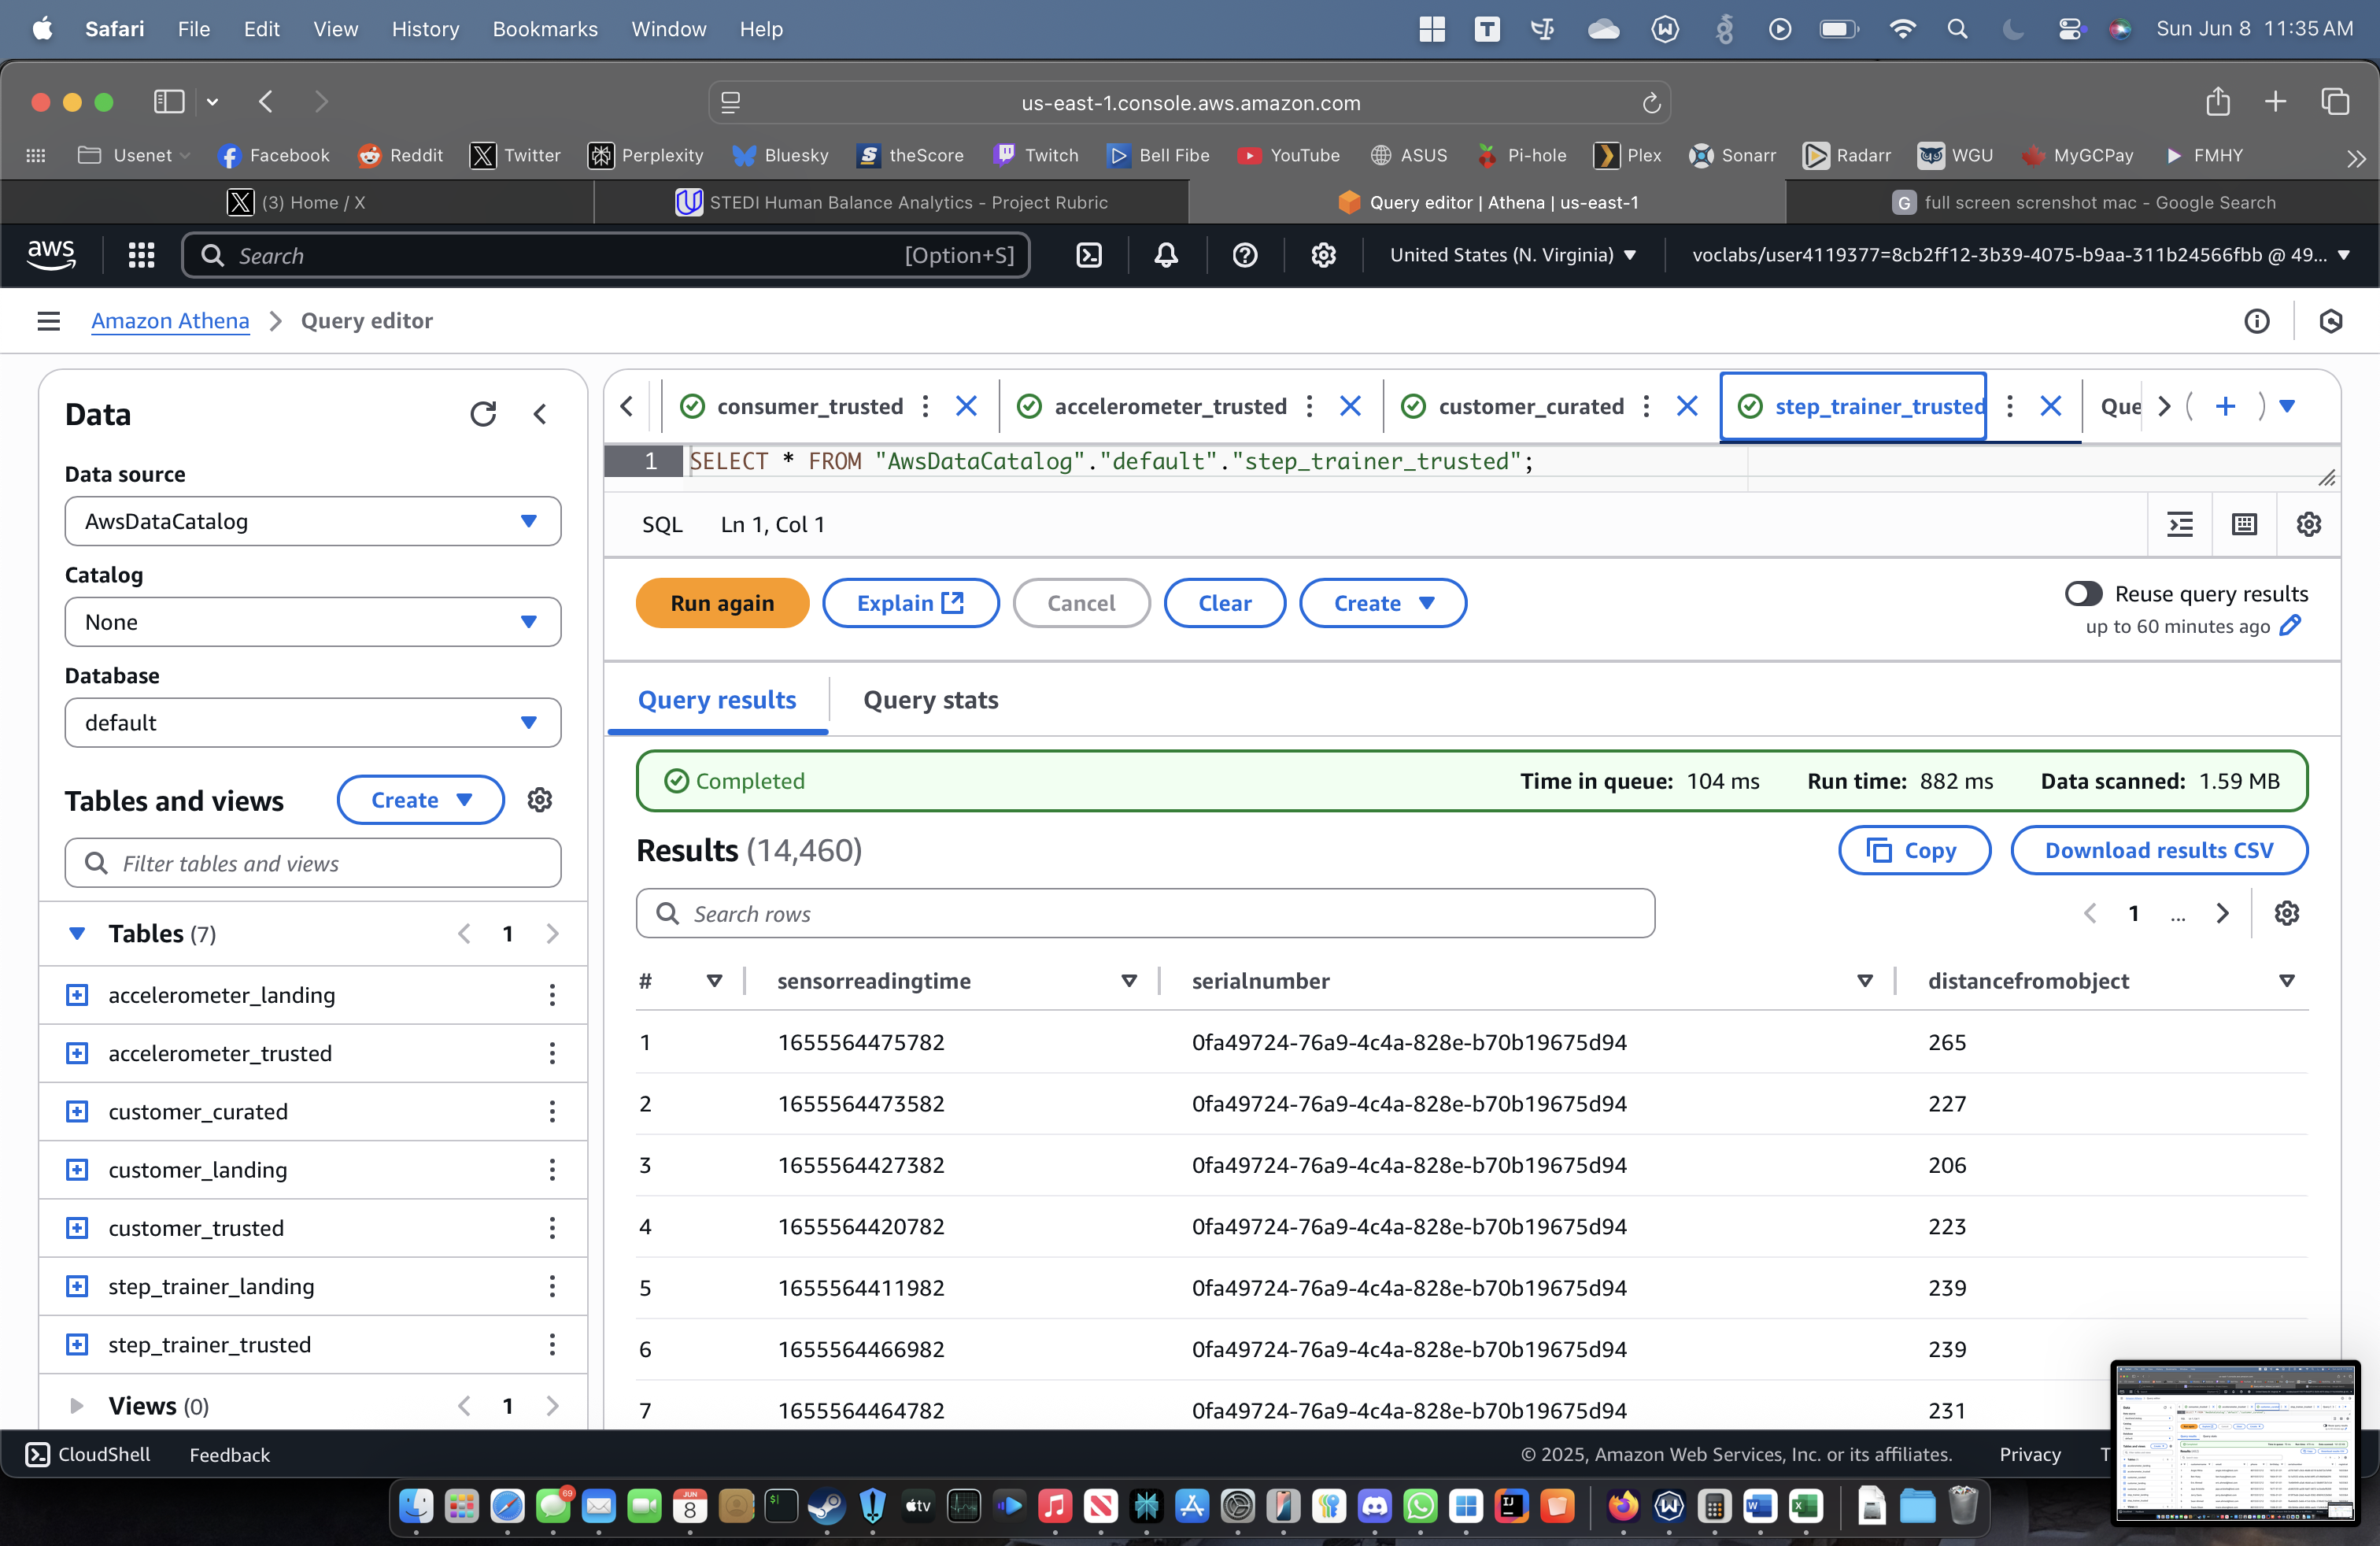 Safari File Edit View History Bookmarks Window Help Sun Jun 8 11:35 AM
us-east-1.console.aws.amazon.com
Usenet Facebook Reddit Twitter Perplexity Bluesky theScore Twitch Bell Fibe YouTube ASUS Pi-hole Plex Sonarr Radarr WGU MyGCPay FMHY
(3) Home / X STEDI Human Balance Analytics - Project Rubric Query editor | Athena | us-east-1 full screen screnshot mac - Google Search
aws Search [Option+S] United States (N. Virginia) voclabs/user4119377=8cb2ff12-3b39-4075-b9aa-311b24566fbb @ 49...
Amazon Athena Query editor
Data
Data source
AwsDataCatalog
Catalog
None
Database
default
Tables and views Create
Filter tables and views
Tables (7) 1
accelerometer_landing
accelerometer_trusted
customer_curated
customer_landing
customer_trusted
step_trainer_landing
step_trainer_trusted
Views (0) 1
consumer_trusted accelerometer_trusted customer_curated step_trainer_trusted Que
1 SELECT * FROM "AwsDataCatalog"."default"."step_trainer_trusted";
SQL Ln 1, Col 1
Run again Explain Cancel Clear Create Reuse query results
up to 60 minutes ago
Query results Query stats
Completed Time in queue: 104 ms Run time: 882 ms Data scanned: 1.59 MB
Results (14,460) Copy Download results CSV
Search rows 1 ...
# sensorreadingtime serialnumber distancefromobject
1 1655564475782 0fa49724-76a9-4c4a-828e-b70b19675d94 265
2 1655564473582 0fa49724-76a9-4c4a-828e-b70b19675d94 227
3 1655564427382 0fa49724-76a9-4c4a-828e-b70b19675d94 206
4 1655564420782 0fa49724-76a9-4c4a-828e-b70b19675d94 223
5 1655564411982 0fa49724-76a9-4c4a-828e-b70b19675d94 239
6 1655564466982 0fa49724-76a9-4c4a-828e-b70b19675d94 239
7 1655564464782 0fa49724-76a9-4c4a-828e-b70b19675d94 231
CloudShell Feedback © 2025, Amazon Web Services, Inc. or its affiliates. Privacy T
69 JUN 8 tv